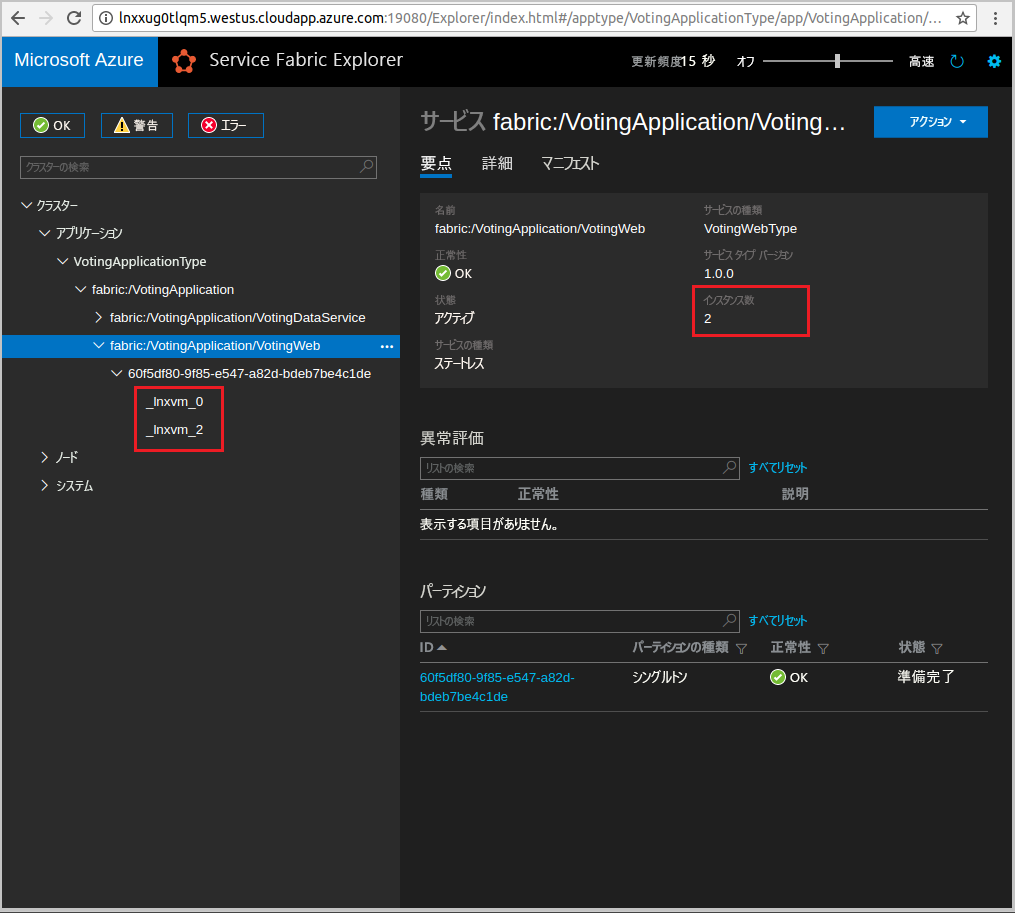 lnxxug0tlqm5.westus.cloudapp.azure.com:19080/Explorer/index.html#/apptype/VotingApplicationType/app/VotingApplication/...
Microsoft Azure
Service Fabric Explorer
更新頻度15 秒
オフ
高速
OK
警告
エラー
クラスターの検索
クラスター
アプリケーション
VotingApplicationType
fabric:/VotingApplication
fabric:/VotingApplication/VotingDataService
fabric:/VotingApplication/VotingWeb
60f5df80-9f85-e547-a82d-bdeb7be4c1de
_lnxvm_0
_lnxvm_2
ノード
システム
サービス fabric:/VotingApplication/Voting...
アクション
要点
詳細
マニフェスト
名前
fabric:/VotingApplication/VotingWeb
サービスの種類
VotingWebType
正常性
OK
サービス タイプ バージョン
1.0.0
状態
アクティブ
インスタンス数
2
サービスの種類
ステートレス
異常評価
リストの検索
すべてリセット
種類
正常性
説明
表示する項目がありません。
パーティション
リストの検索
すべてリセット
ID
パーティションの種類
正常性
状態
60f5df80-9f85-e547-a82d-
bdeb7be4c1de
シングルトン
OK
準備完了